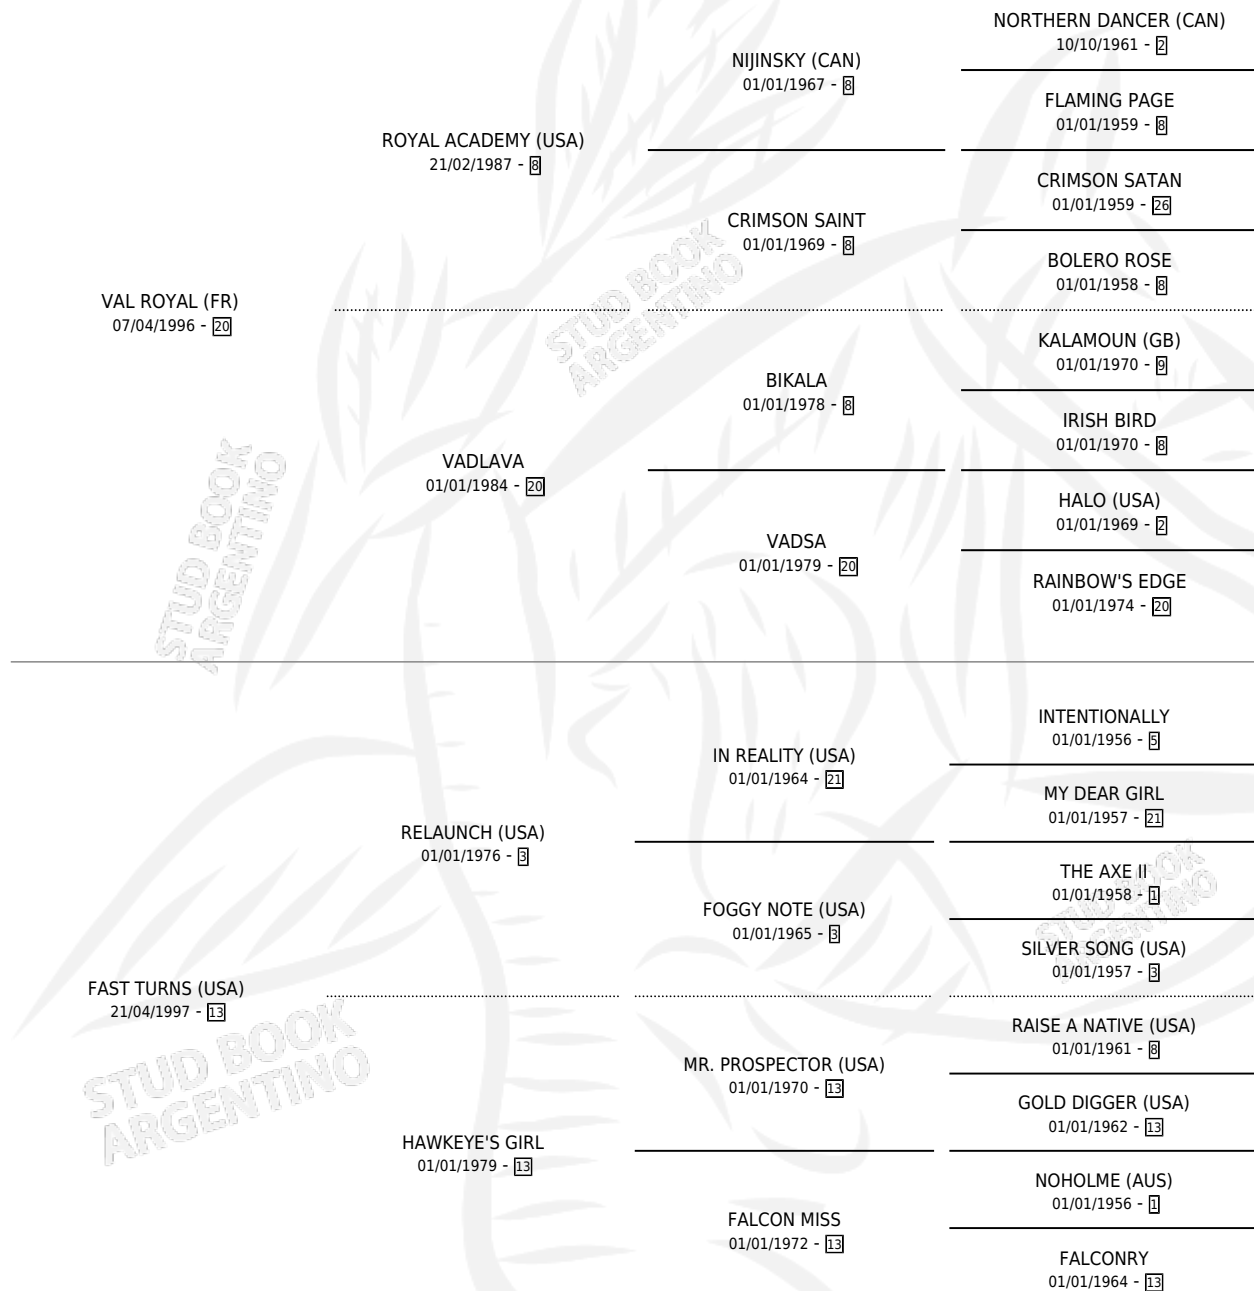 NORTHERN DANCER (CAN)
10/10/1961 - 2
NIJINSKY (CAN)
01/01/1967 - 8
FLAMING PAGE
01/01/1959 - 8
ROYAL ACADEMY (USA)
21/02/1987 - 8
CRIMSON SATAN
01/01/1959 - 26
CRIMSON SAINT
01/01/1969 - 8
BOLERO ROSE
01/01/1958 - 8
VAL ROYAL (FR)
07/04/1996 - 20
KALAMOUN (GB)
01/01/1970 - 9
BIKALA
01/01/1978 - 8
IRISH BIRD
01/01/1970 - 8
VADLAVA
01/01/1984 - 20
HALO (USA)
01/01/1969 - 2
VADSA
01/01/1979 - 20
RAINBOW'S EDGE
01/01/1974 - 20
INTENTIONALLY
01/01/1956 - 5
IN REALITY (USA)
01/01/1964 - 21
MY DEAR GIRL
01/01/1957 - 21
RELAUNCH (USA)
01/01/1976 - 3
THE AXE II
01/01/1958 - 1
FOGGY NOTE (USA)
01/01/1965 - 3
SILVER SONG (USA)
01/01/1957 - 3
FAST TURNS (USA)
21/04/1997 - 13
RAISE A NATIVE (USA)
01/01/1961 - 8
MR. PROSPECTOR (USA)
01/01/1970 - 13
GOLD DIGGER (USA)
01/01/1962 - 13
HAWKEYE'S GIRL
01/01/1979 - 13
NOHOLME (AUS)
01/01/1956 - 1
FALCON MISS
01/01/1972 - 13
FALCONRY
01/01/1964 - 13
STUD BOOK
ARGENTINO
STUD BOOK
ARGENTINO
STUD BOOK
ARGENTINO
STUD BOOK
ARGENTINO